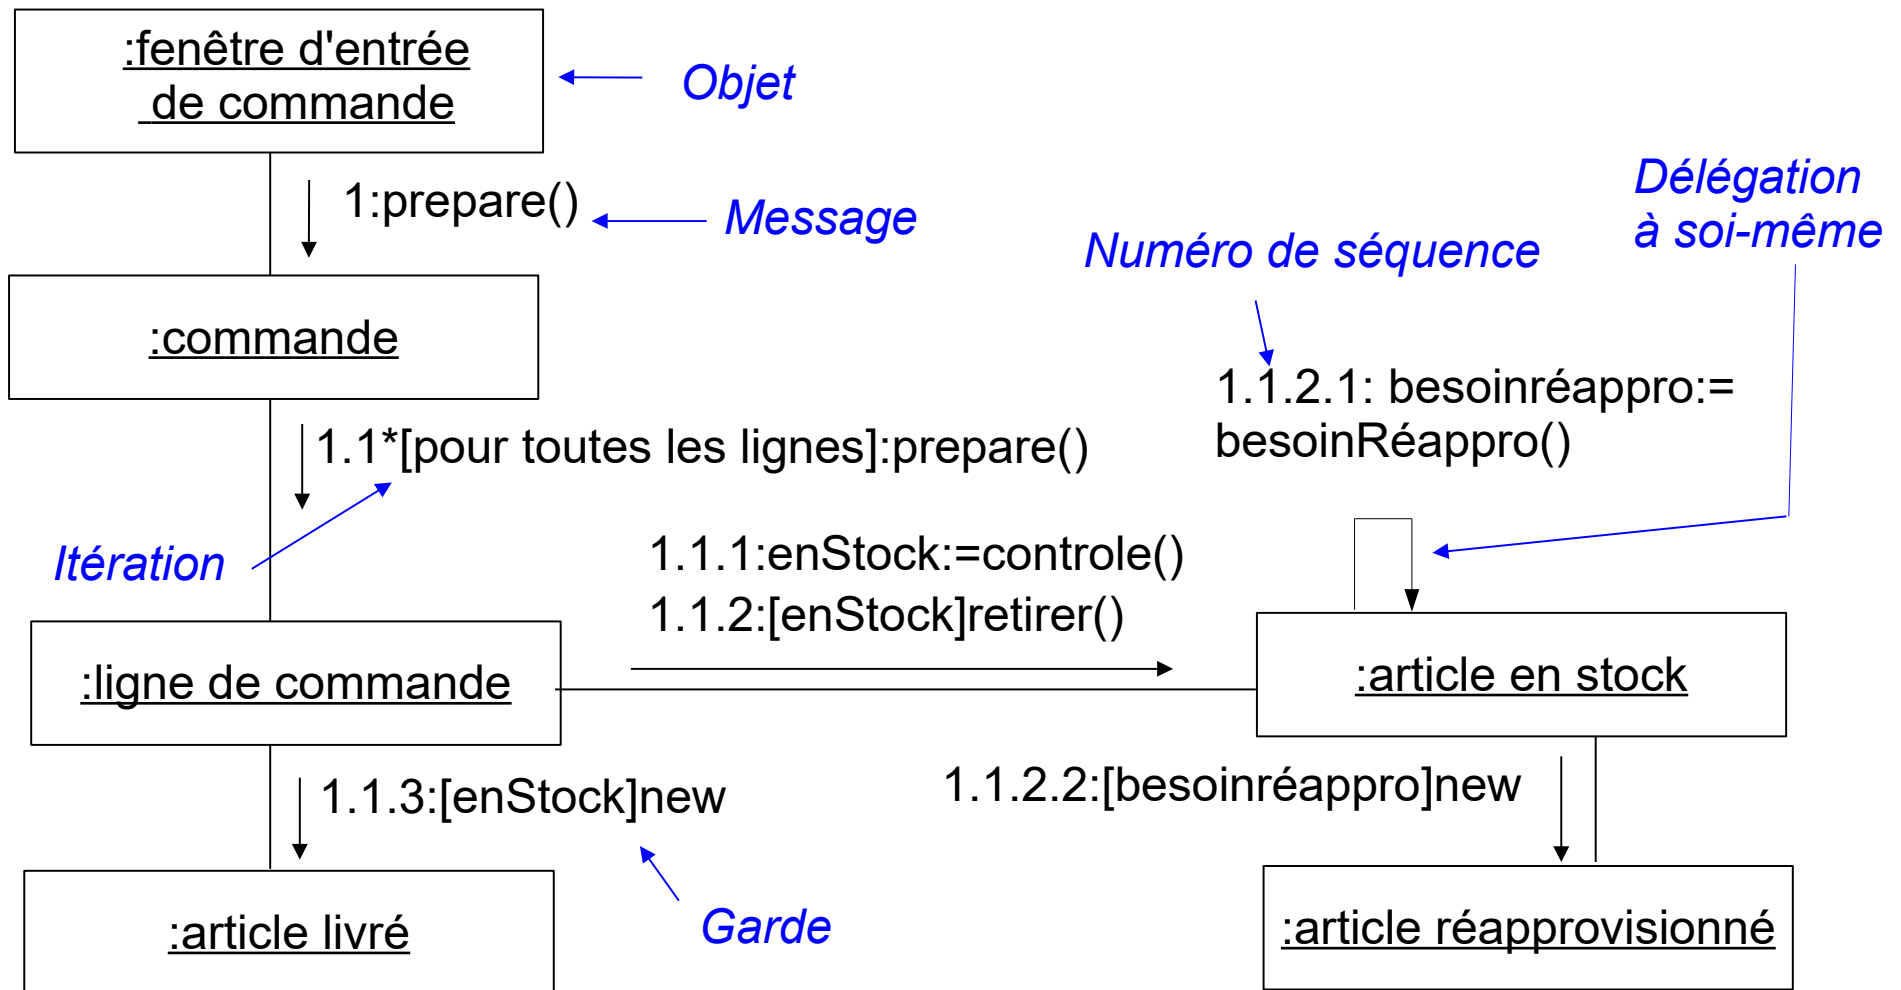 :fenêtre d'entrée
de commande
Objet
1:prepare()
Message
Délégation
à soi-même
Numéro de séquence
:commande
1.1.2.1: besoinréappro:=
besoinRéappro()
1.1*[pour toutes les lignes]:prepare()
Itération
1.1.1:enStock:=controle()
1.1.2:[enStock]retirer()
:ligne de commande
:article en stock
1.1.3:[enStock]new
1.1.2.2:[besoinréappro]new
Garde
:article livré
:article réapprovisionné